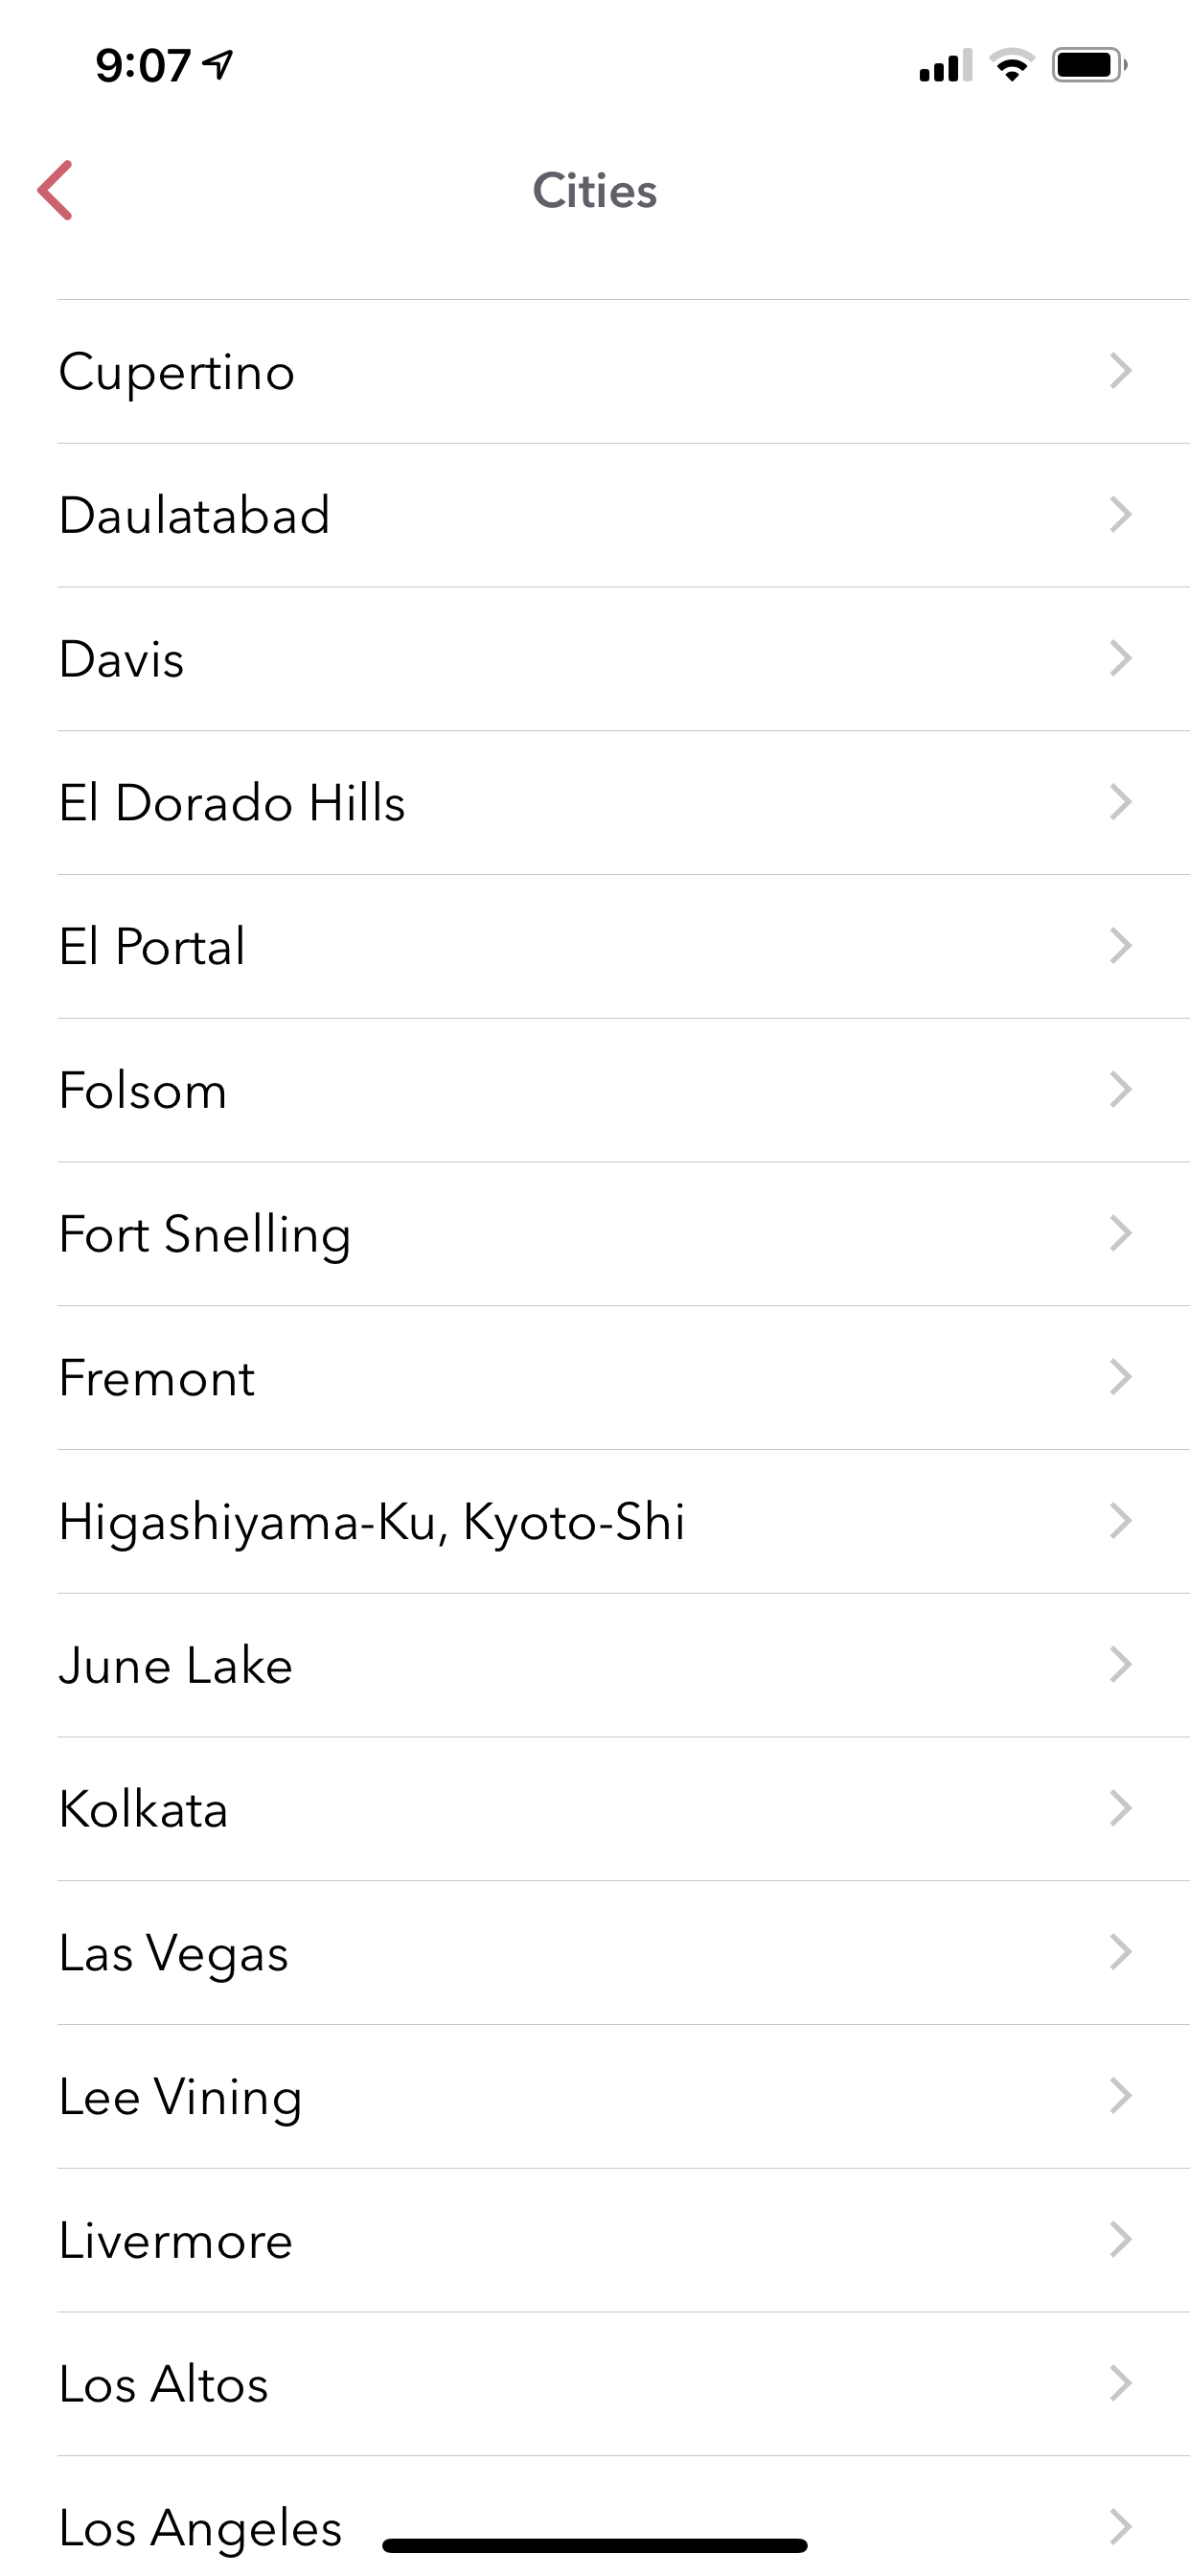 9:07
Cities
Cupertino
Daulatabad
Davis
El Dorado Hills
El Portal
Folsom
Fort Snelling
Fremont
Higashiyama-Ku, Kyoto-Shi
June Lake
Kolkata
Las Vegas
Lee Vining
Livermore
Los Altos
Los Angeles